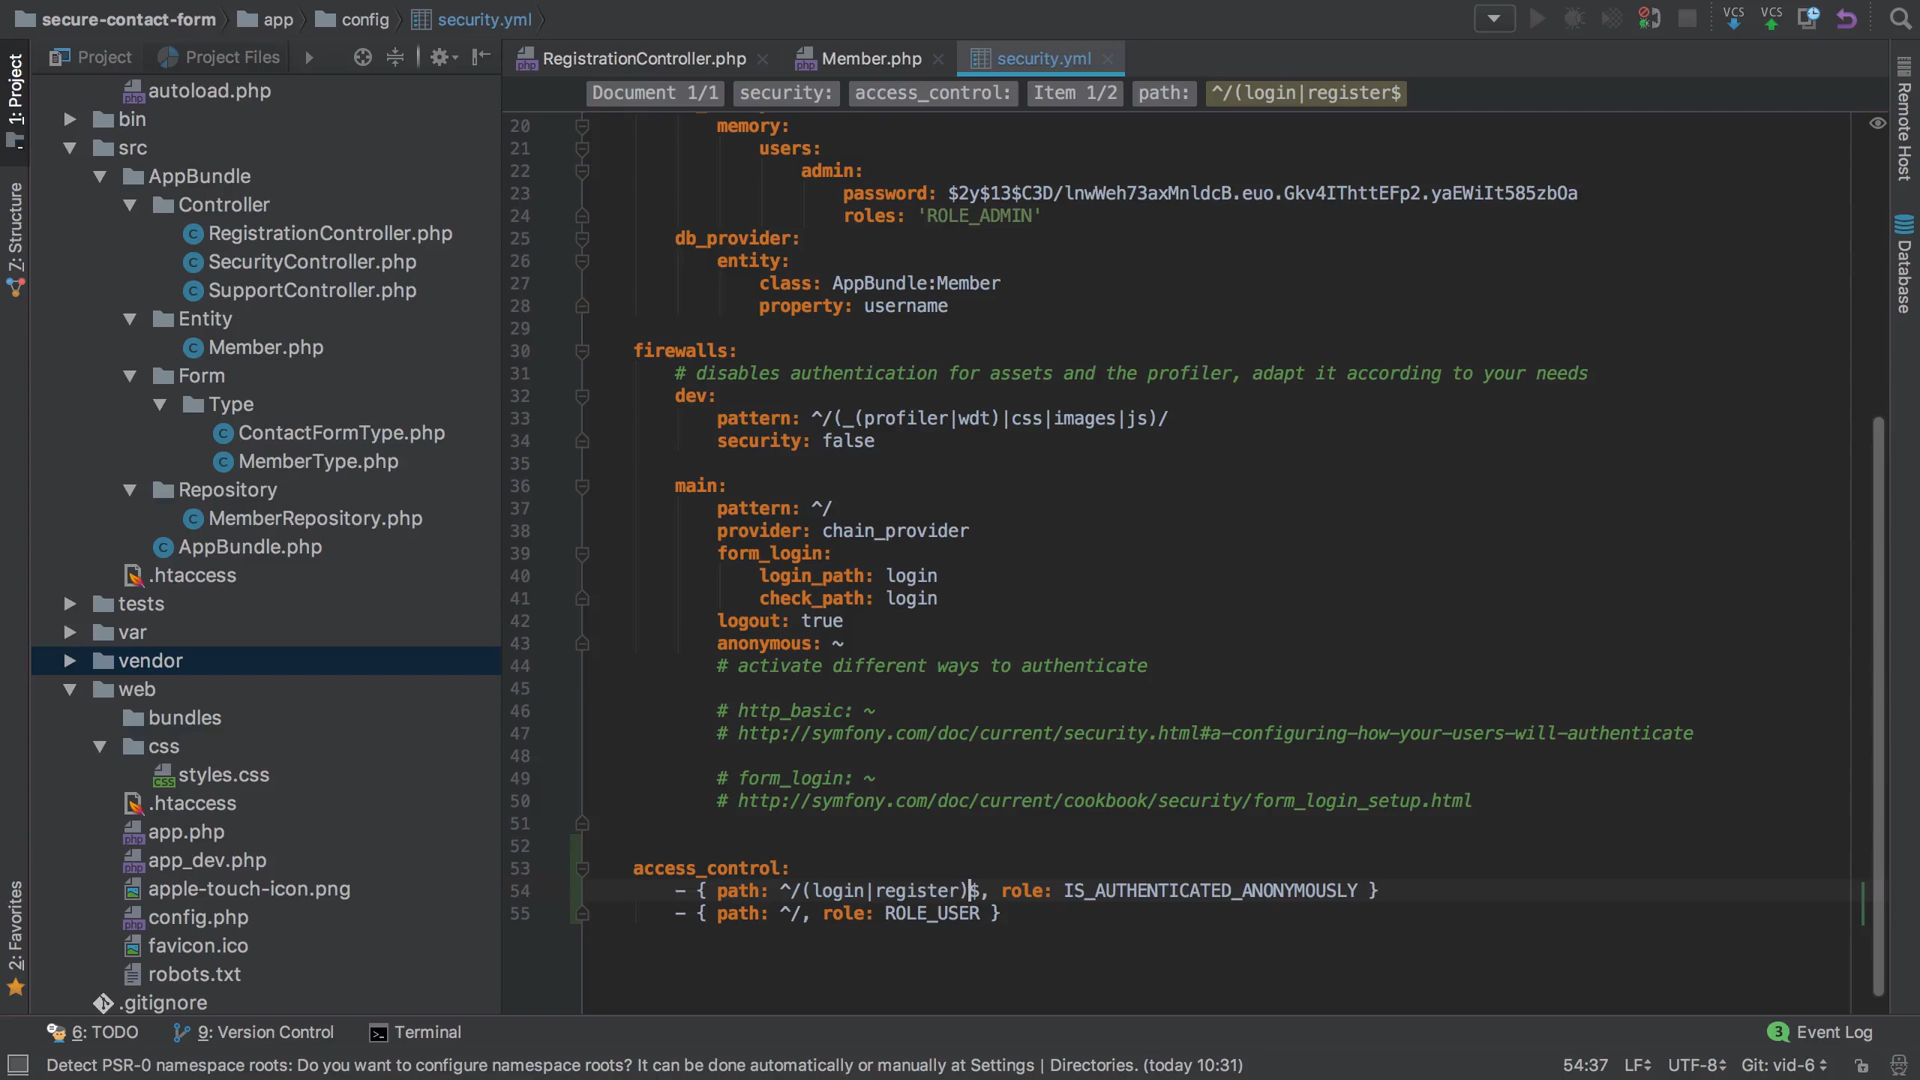 secure-contact-form app config security.yml
1: Project
Z: Structure
2: Favorites
Project Project Files
autoload.php
bin
src
AppBundle
Controller
RegistrationController.php
SecurityController.php
SupportController.php
Entity
Member.php
Form
Type
ContactFormType.php
MemberType.php
Repository
MemberRepository.php
AppBundle.php
.htaccess
tests
var
vendor
web
bundles
css
styles.css
.htaccess
app.php
app_dev.php
apple-touch-icon.png
config.php
favicon.ico
robots.txt
.gitignore
RegistrationController.php Member.php security.yml
Document 1/1 security: access_control: Item 1/2 path: ^/(login|register$
20 memory:
21 users:
22 admin:
23 password: $2y$13$C3D/lnwWeh73axMnldcB.euo.Gkv4IThttEFp2.yaEWiIt585zbOa
24 roles: 'ROLE_ADMIN'
25 db_provider:
26 entity:
27 class: AppBundle:Member
28 property: username
29
30 firewalls:
31 # disables authentication for assets and the profiler, adapt it according to your needs
32 dev:
33 pattern: ^/(_(profiler|wdt)|css|images|js)/
34 security: false
35
36 main:
37 pattern: ^/
38 provider: chain_provider
39 form_login:
40 login_path: login
41 check_path: login
42 logout: true
43 anonymous: ~
44 # activate different ways to authenticate
45
46 # http_basic: ~
47 # http://symfony.com/doc/current/security.html#a-configuring-how-your-users-will-authenticate
48
49 # form_login: ~
50 # http://symfony.com/doc/current/cookbook/security/form_login_setup.html
51
52
53 access_control:
54 - { path: ^/(login|register)$, role: IS_AUTHENTICATED_ANONYMOUSLY }
55 - { path: ^/, role: ROLE_USER }
VCS VCS
Remote Host
Database
6: TODO 9: Version Control Terminal 3 Event Log
Detect PSR-0 namespace roots: Do you want to configure namespace roots? It can be done automatically or manually at Settings | Directories. (today 10:31) 54:37 LF UTF-8 Git: vid-6